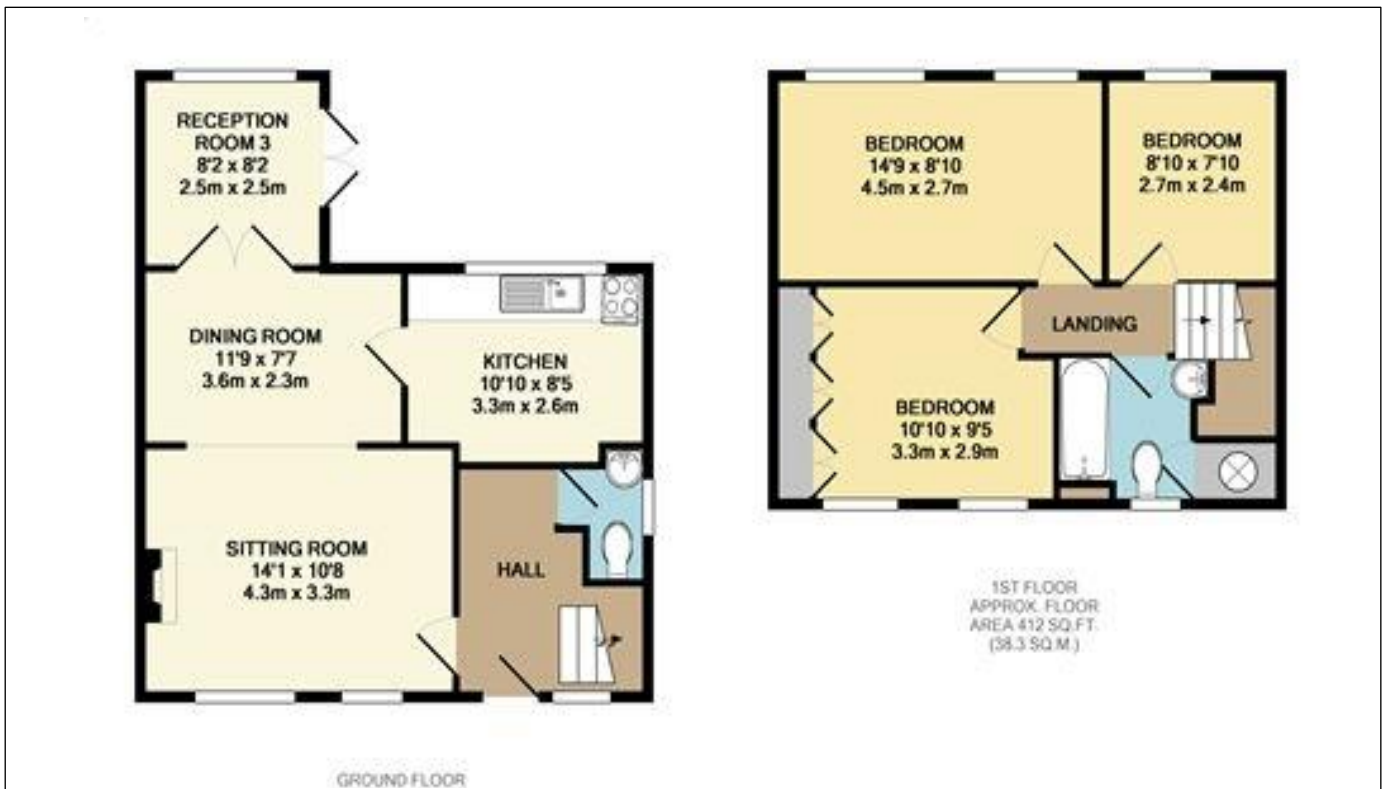 RECEPTION
ROOM 3
8'2 x 8'2
2.5m x 2.5m
DINING ROOM
11'9 x 7'7
3.6m x 2.3m
KITCHEN
10'10 x 8'5
3.3m x 2.6m
SITTING ROOM
14'1 x 10'8
4.3m x 3.3m
HALL
GROUND FLOOR
BEDROOM
14'9 x 8'10
4.5m x 2.7m
BEDROOM
8'10 x 7'10
2.7m x 2.4m
LANDING
BEDROOM
10'10 x 9'5
3.3m x 2.9m
1ST FLOOR
APPROX. FLOOR
AREA 412 SQ.FT.
(38.3 SQ.M.)